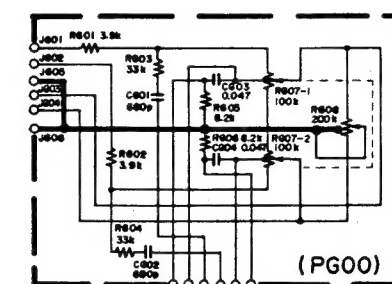 J601
R601 3.9k
J602
J605
J603
J604
J606
R603
33k
C601
680p
C603
0.047
R605
8.2k
R607-1
100k
R608
200k
R606 8.2k
C604 0.047
R607-2
100k
R602
3.9k
R604
33k
C602
680p
(PG00)